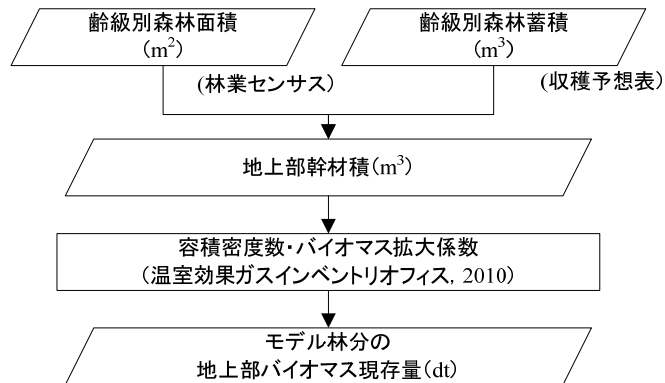 齢級別森林面積
（m²）
齢級別森林蓄積
（m³）
(林業センサス）
(収穫予想表）
地上部幹材積（m³）
容積密度数・バイオマス拡大係数
（温室効果ガスインベントリオフィス，2010）
モデル林分の
地上部バイオマス現存量（dt）